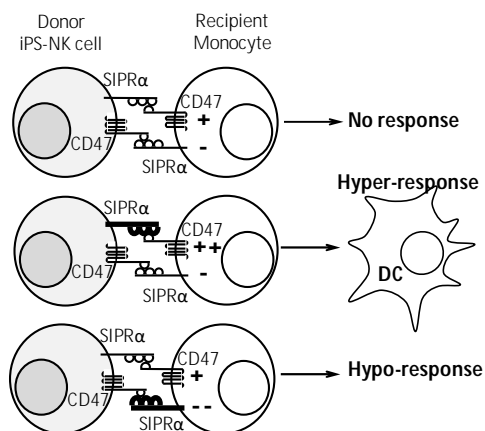 Donor
iPS-NK cell
Recipient
Monocyte
SIPRα
CD47
+
CD47
-
SIPRα
No response
Hyper-response
SIPRα
CD47
++
CD47
-
SIPRα
DC
SIPRα
CD47
+
CD47
--
SIPRα
Hypo-response